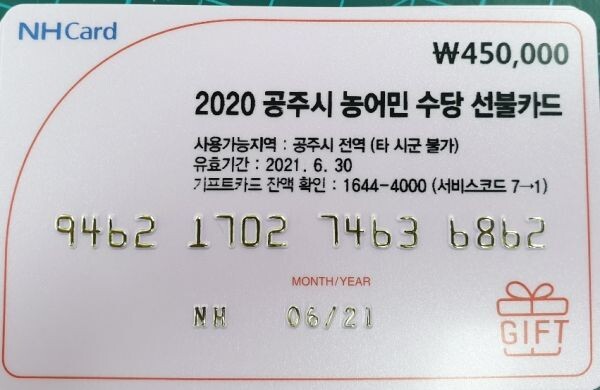 NH Card
₩450,000
2020 공주시 농어민 수당 선불카드
사용가능지역 : 공주시 전역 (타 시군 불가)
유효기간 : 2021. 6. 30
기프트카드 잔액 확인 : 1644-4000 (서비스코드 7→1)
9462 1702 7463 6862
MONTH/YEAR
NH 06/21
GIFT